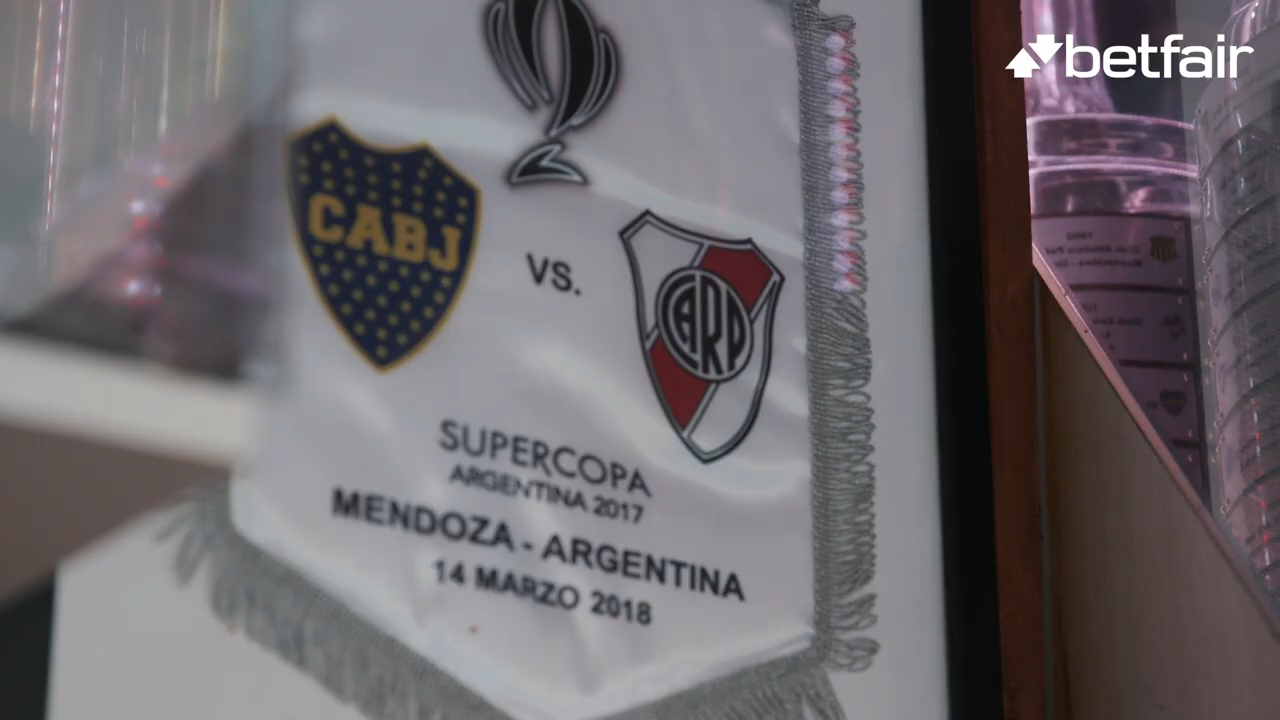 betfair
CABJ
VS.
CARP
SUPERCOPA
ARGENTINA 2017
MENDOZA - ARGENTINA
14 MARZO 2018